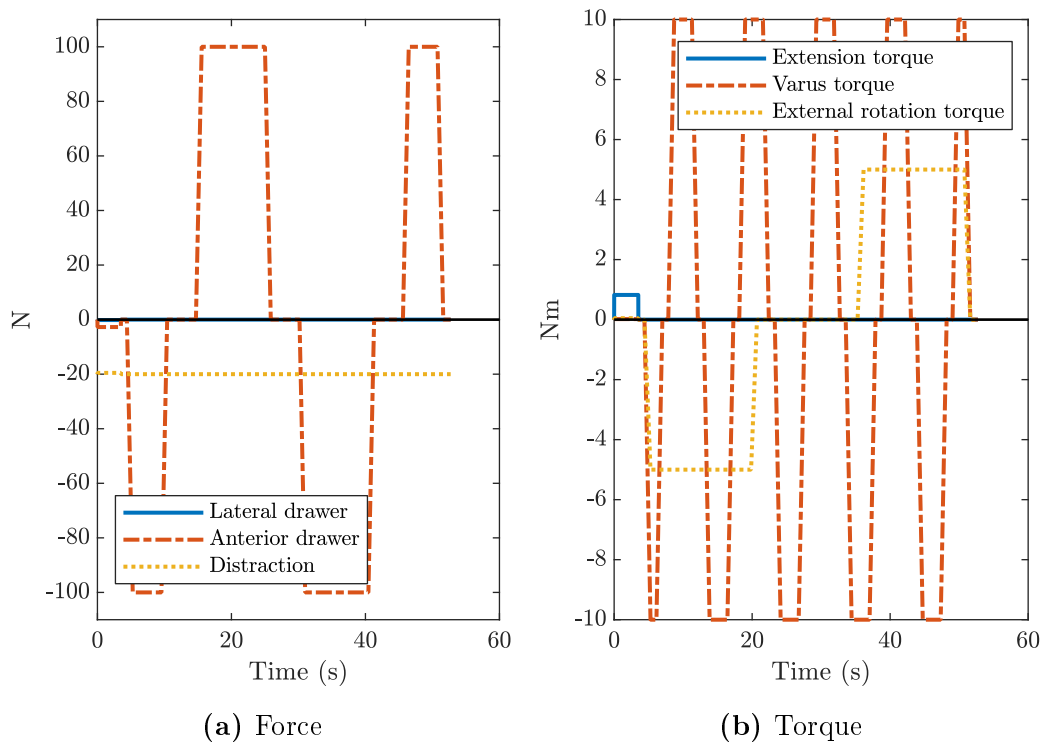 100
80
60
40
20
0
-20
-40
-60
-80
-100
N
Lateral drawer
Anterior drawer
Distraction
0 20 40 60
Time (s)
(a) Force
10
8
6
4
2
0
-2
-4
-6
-8
-10
Nm
Extension torque
Varus torque
External rotation torque
0 20 40 60
Time (s)
(b) Torque